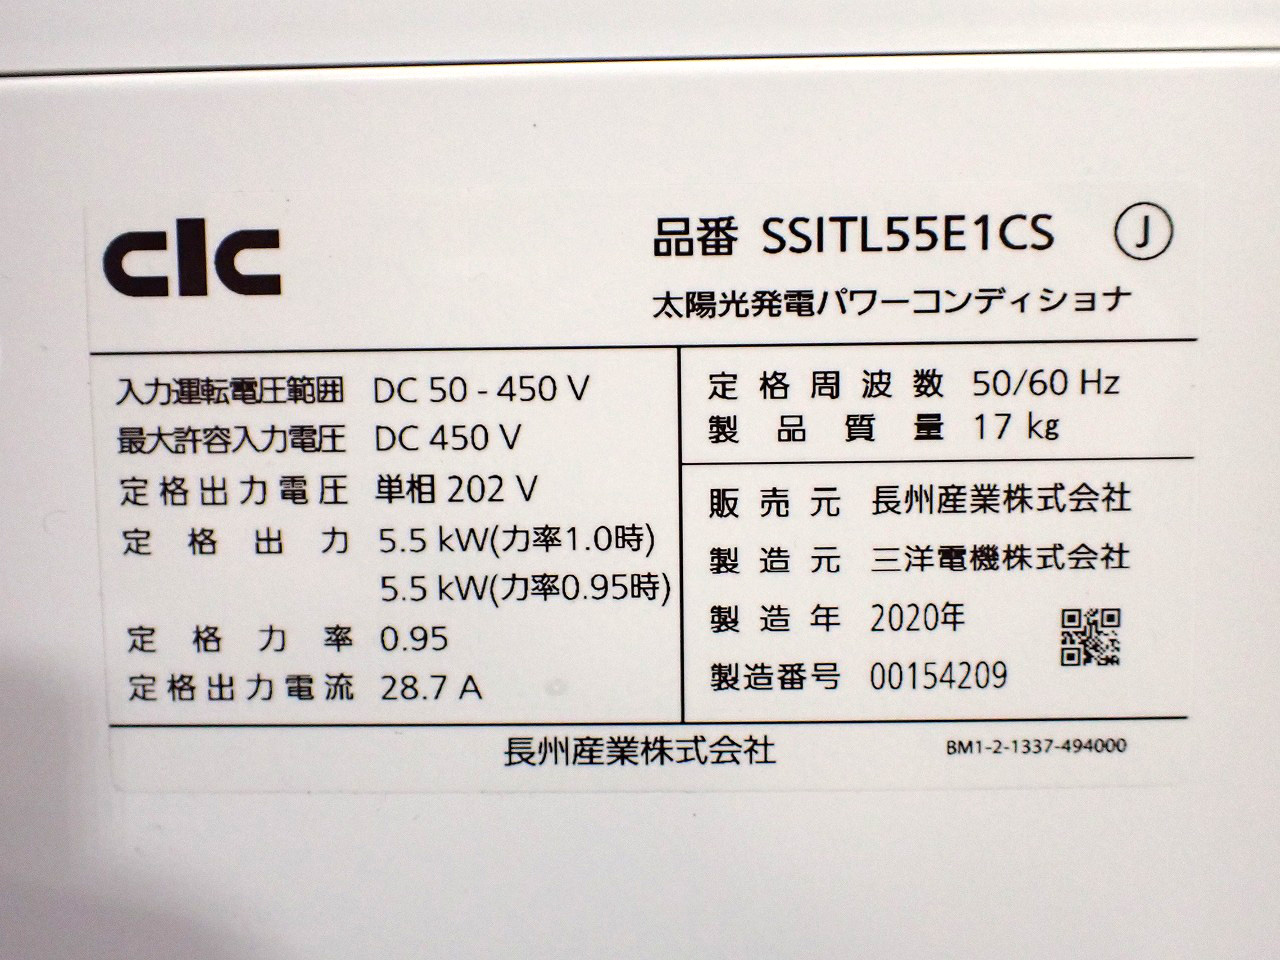 CIC
品番 SSITL55E1CS Ⓙ
太陽光発電パワーコンディショナ
入力運転電圧範囲 DC 50 - 450 V
最大許容入力電圧 DC 450 V
定格出力電圧 単相 202 V
定格出力 5.5 kW(力率1.0時)
5.5 kW(力率0.95時)
定格力率 0.95
定格出力電流 28.7 A
定格周波数 50/60 Hz
製品質量 17 kg
販売元 長州産業株式会社
製造元 三洋電機株式会社
製造年 2020年
製造番号 00154209
長州産業株式会社
BM1-2-1337-494000